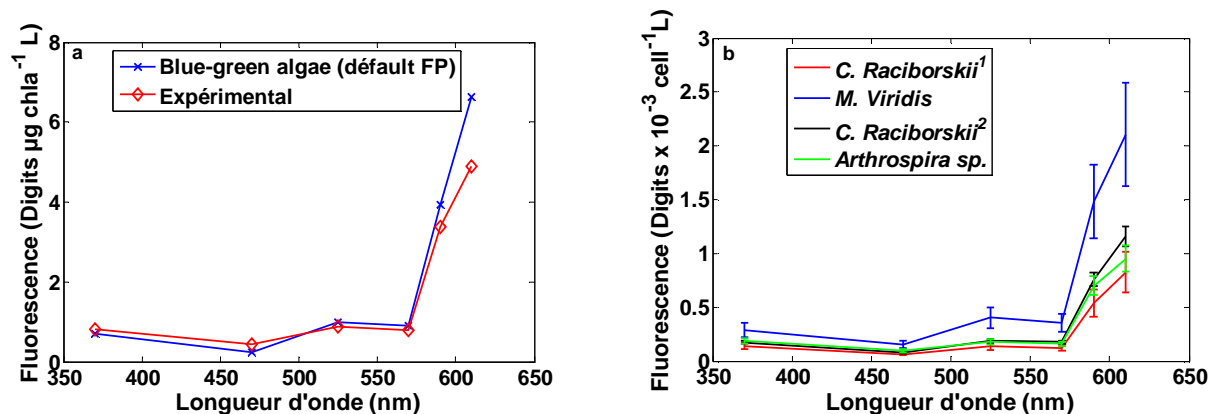 a
Blue-green algae (défault FP)
Expérimental
8
6
4
2
0
350 400 450 500 550 600 650
Longueur d'onde (nm)
Fluorescence (Digits µg chla⁻¹ L)
b
C. Raciborskii¹
M. Viridis
C. Raciborskii²
Arthrospira sp.
3
2.5
2
1.5
1
0.5
0
350 400 450 500 550 600 650
Longueur d'onde (nm)
Fluorescence (Digits x 10⁻³ cell⁻¹L)